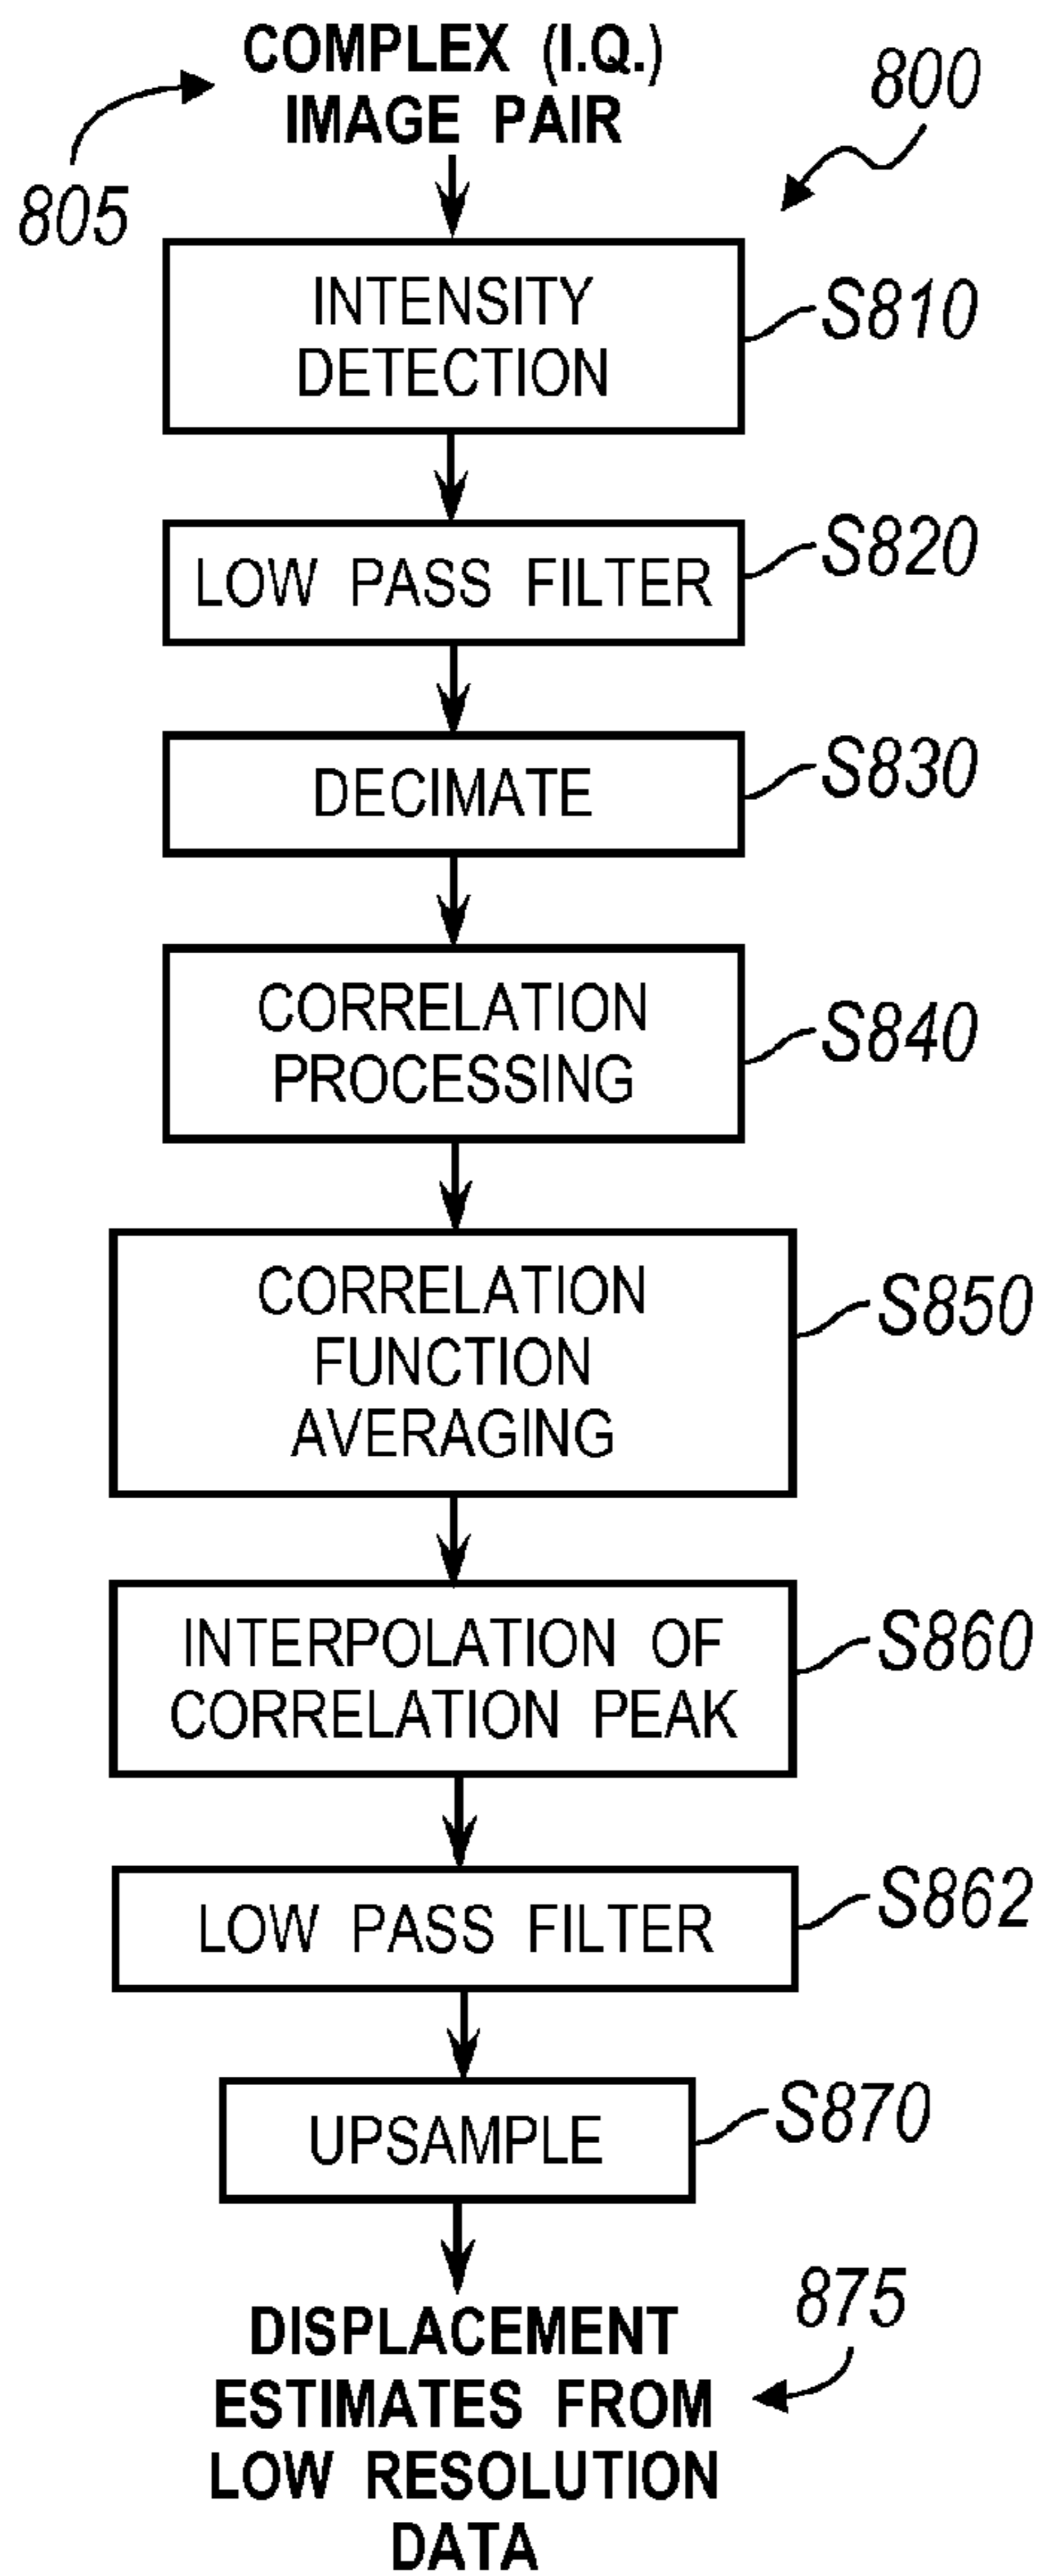 COMPLEX (I.Q.)
IMAGE PAIR
800
805
INTENSITY
DETECTION
S810
LOW PASS FILTER
S820
DECIMATE
S830
CORRELATION
PROCESSING
S840
CORRELATION
FUNCTION
AVERAGING
S850
INTERPOLATION OF
CORRELATION PEAK
S860
LOW PASS FILTER
S862
UPSAMPLE
S870
875
DISPLACEMENT
ESTIMATES FROM
LOW RESOLUTION
DATA